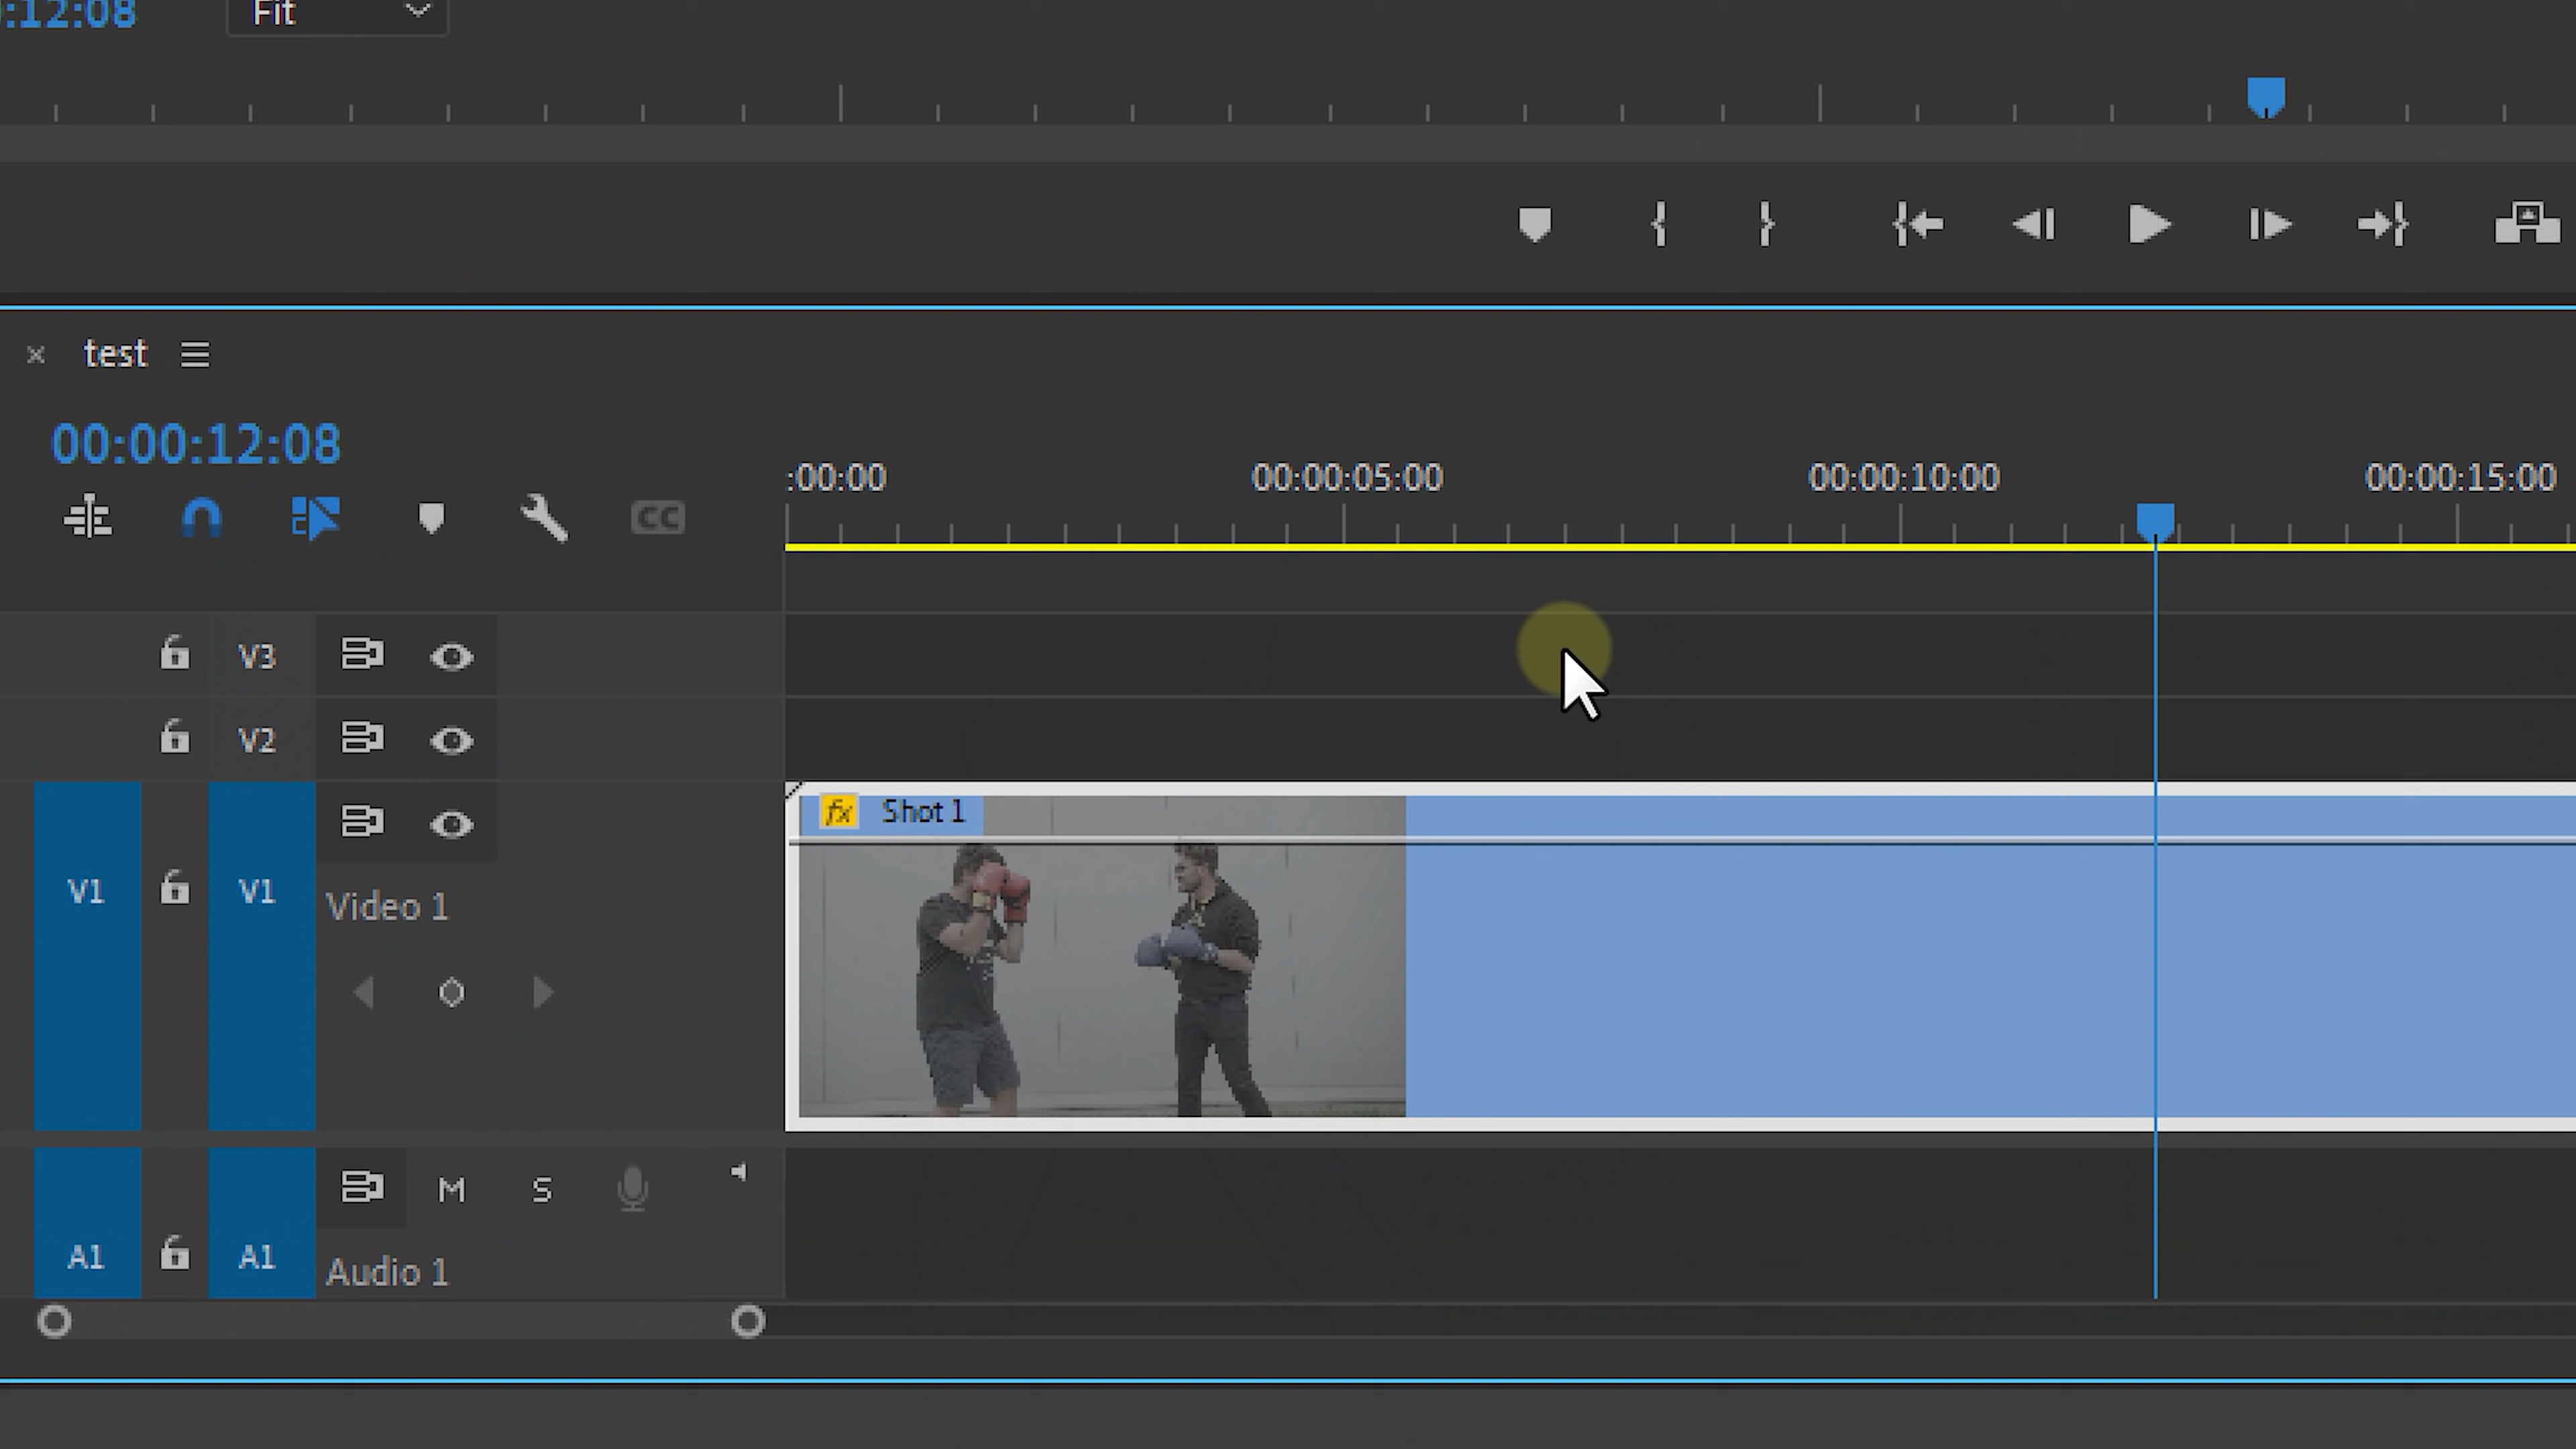 :12:08 Fit
test
00:00:12:08
:00:00 00:00:05:00 00:00:10:00 00:00:15:00
CC
V3
V2
fx Shot 1
V1 V1
Video 1
M S
A1 A1
Audio 1